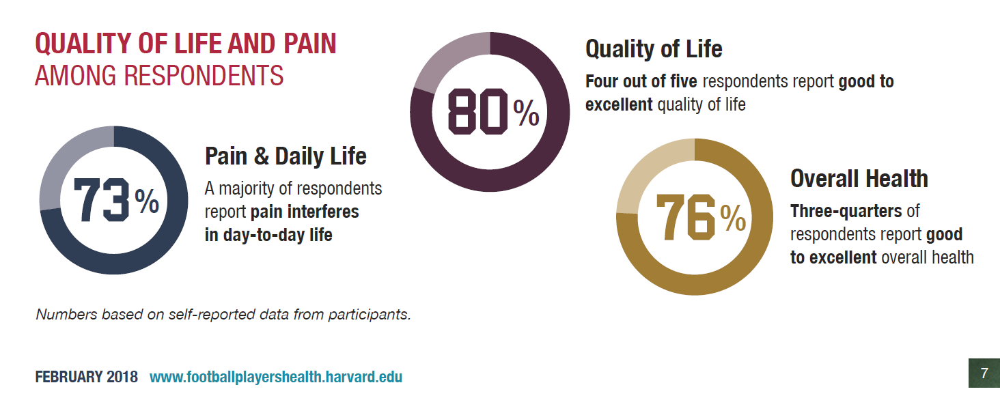 QUALITY OF LIFE AND PAIN
AMONG RESPONDENTS
73%
Pain & Daily Life
A majority of respondents
report pain interferes
in day-to-day life
80%
Quality of Life
Four out of five respondents report good to
excellent quality of life
76%
Overall Health
Three-quarters of
respondents report good
to excellent overall health
Numbers based on self-reported data from participants.
FEBRUARY 2018 www.footballplayershealth.harvard.edu
7